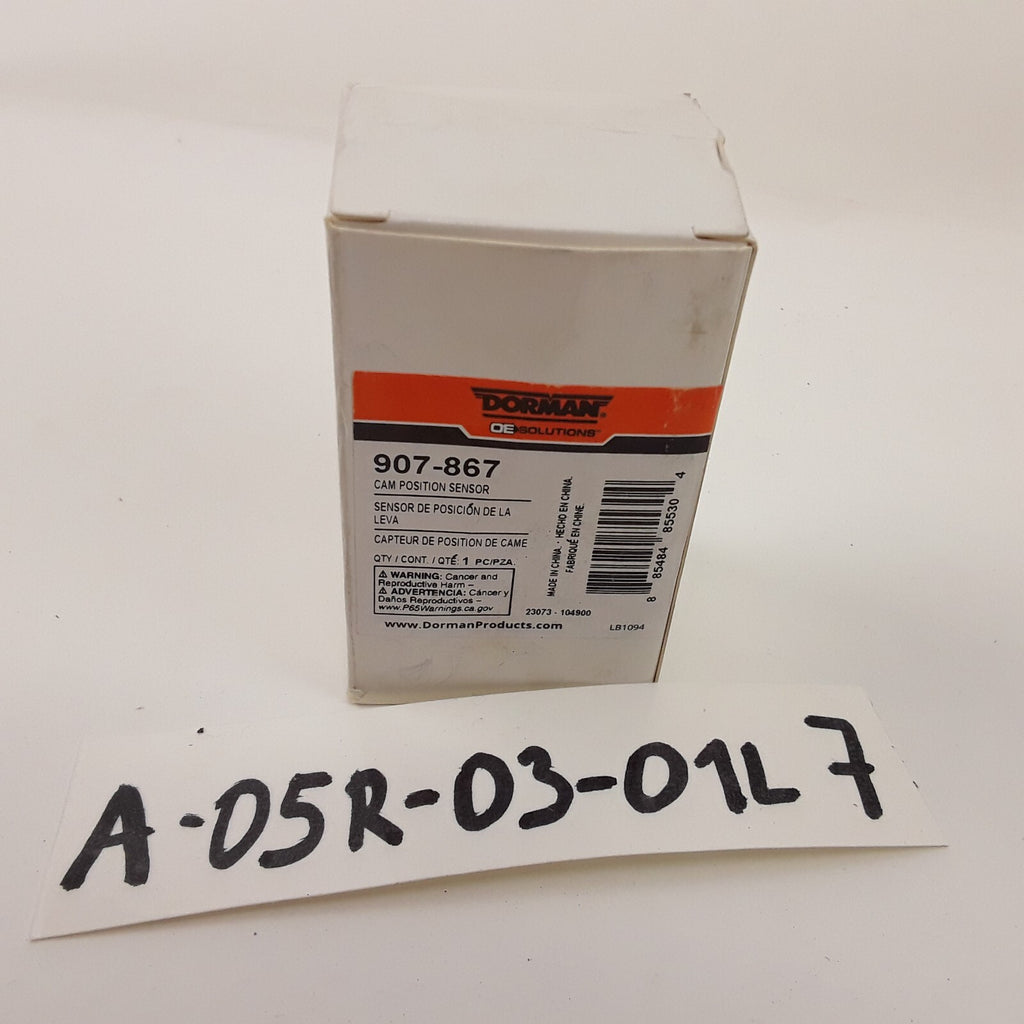 DORMAN®
OE SOLUTIONS™
907-867
CAM POSITION SENSOR
SENSOR DE POSICIÓN DE LA
LEVA
CAPTEUR DE POSITION DE CAME
QTY / CONT. / QTÉ: 1 PC/PZA.
⚠ WARNING: Cancer and
Reproductive Harm –
⚠ ADVERTENCIA: Cáncer y
Daños Reproductivos –
www.P65Warnings.ca.gov
www.DormanProducts.com
MADE IN CHINA. · HECHO EN CHINA.
FABRIQUÉ EN CHINE.
8 85484 85530 4
23073 - 104900
LB1094
A-05R-03-01L7